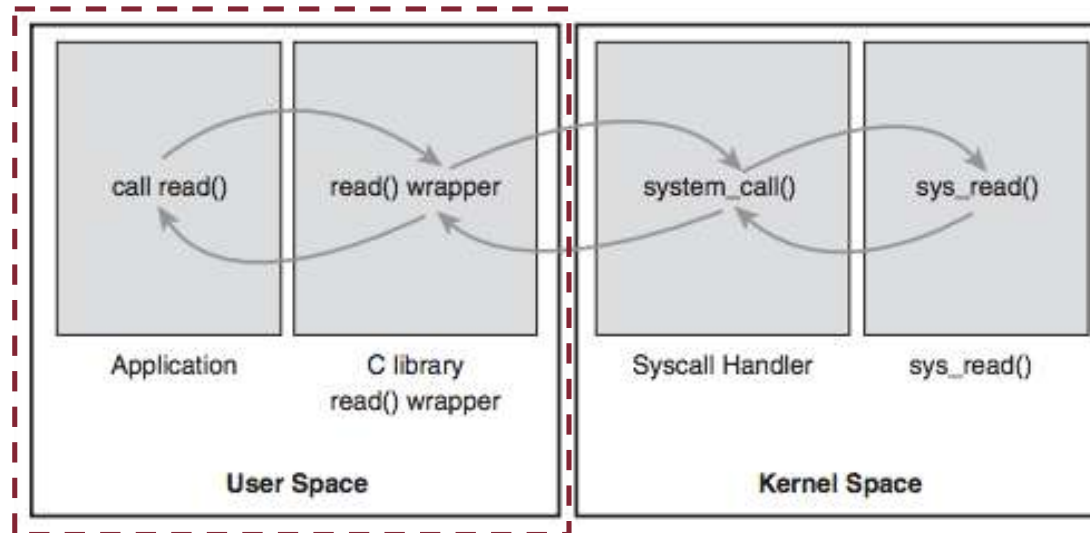 call read()
read() wrapper
system_call()
sys_read()
Application
C library
read() wrapper
Syscall Handler
sys_read()
User Space
Kernel Space